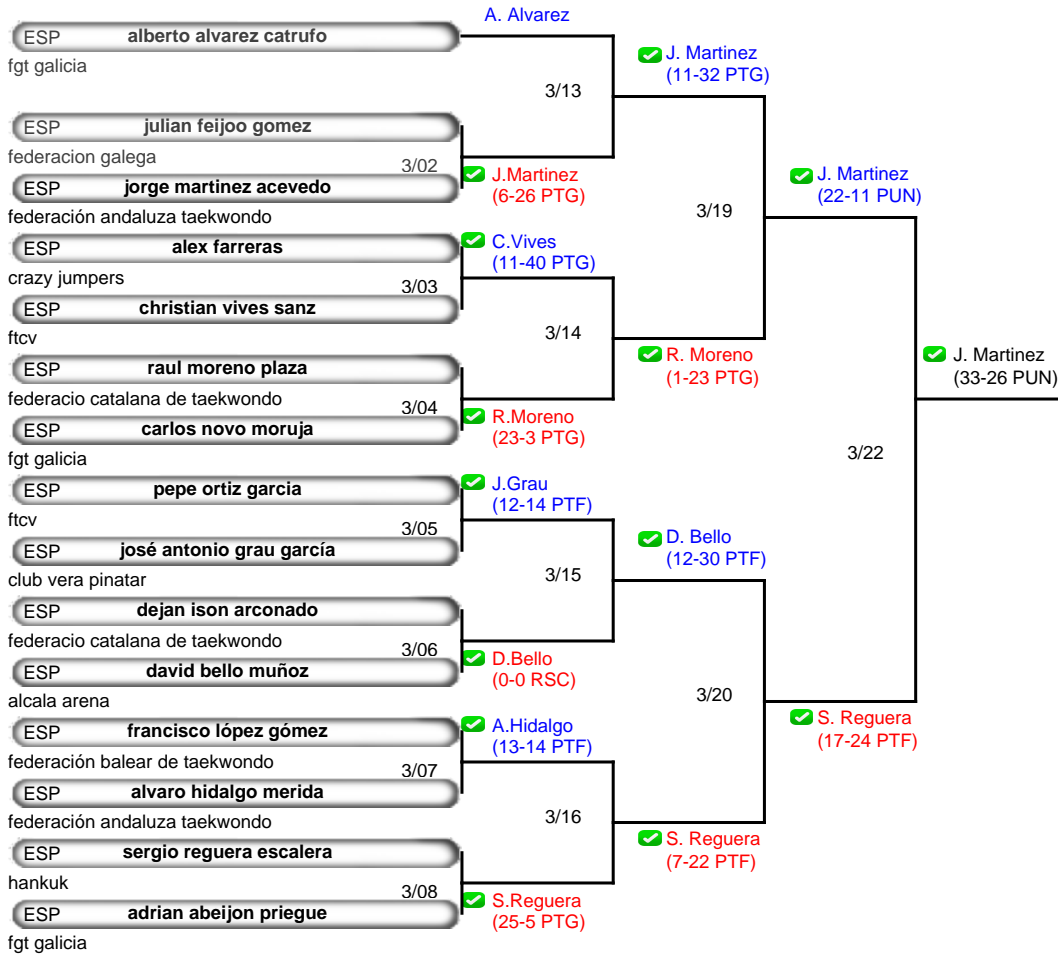 A. Alvarez
ESP alberto alvarez catrufo
fgt galicia
J. Martinez
(11-32 PTG)
3/13
ESP julian feijoo gomez
federacion galega
3/02
J.Martinez
(6-26 PTG)
ESP jorge martinez acevedo
federación andaluza taekwondo
J. Martinez
(22-11 PUN)
3/19
ESP alex farreras
crazy jumpers
C.Vives
(11-40 PTG)
3/03
ESP christian vives sanz
ftcv
3/14
ESP raul moreno plaza
federacio catalana de taekwondo
R. Moreno
(1-23 PTG)
J. Martinez
(33-26 PUN)
3/04
R.Moreno
(23-3 PTG)
ESP carlos novo moruja
fgt galicia
3/22
ESP pepe ortiz garcia
ftcv
J.Grau
(12-14 PTF)
3/05
ESP josé antonio grau garcía
club vera pinatar
D. Bello
(12-30 PTF)
3/15
ESP dejan ison arconado
federacio catalana de taekwondo
3/06
D.Bello
(0-0 RSC)
ESP david bello muñoz
alcala arena
3/20
S. Reguera
(17-24 PTF)
ESP francisco lópez gómez
federación balear de taekwondo
A.Hidalgo
(13-14 PTF)
3/07
ESP alvaro hidalgo merida
federación andaluza taekwondo
3/16
S. Reguera
(7-22 PTF)
ESP sergio reguera escalera
hankuk
3/08
S.Reguera
(25-5 PTG)
ESP adrian abeijon priegue
fgt galicia